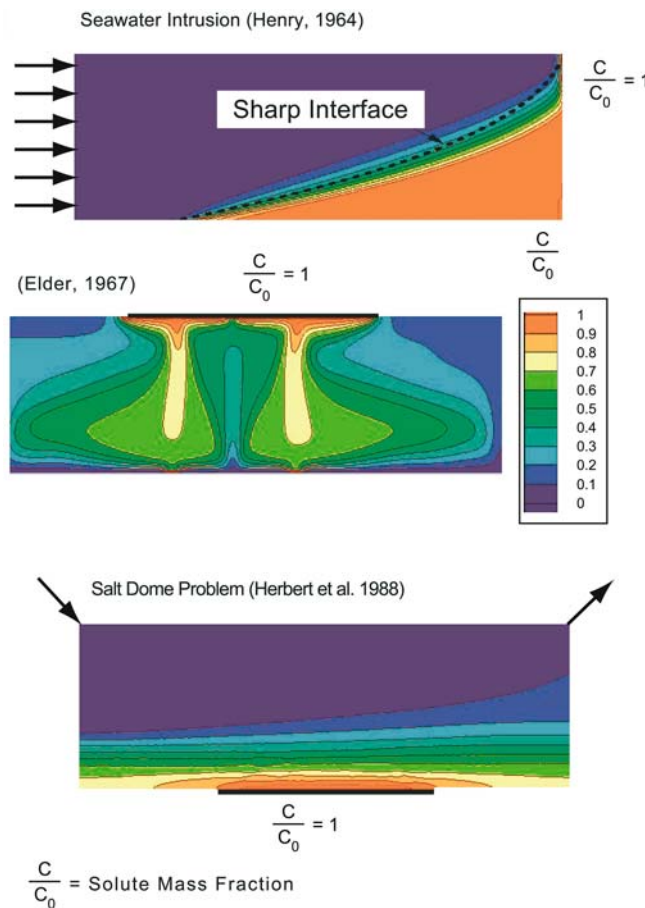 Seawater Intrusion (Henry, 1964)
C
C0
= 1
Sharp Interface
(Elder, 1967)
C
C0
= 1
C
C0
1
0.9
0.8
0.7
0.6
0.5
0.4
0.3
0.2
0.1
0
Salt Dome Problem (Herbert et al. 1988)
C
C0
= 1
C
C0
= Solute Mass Fraction